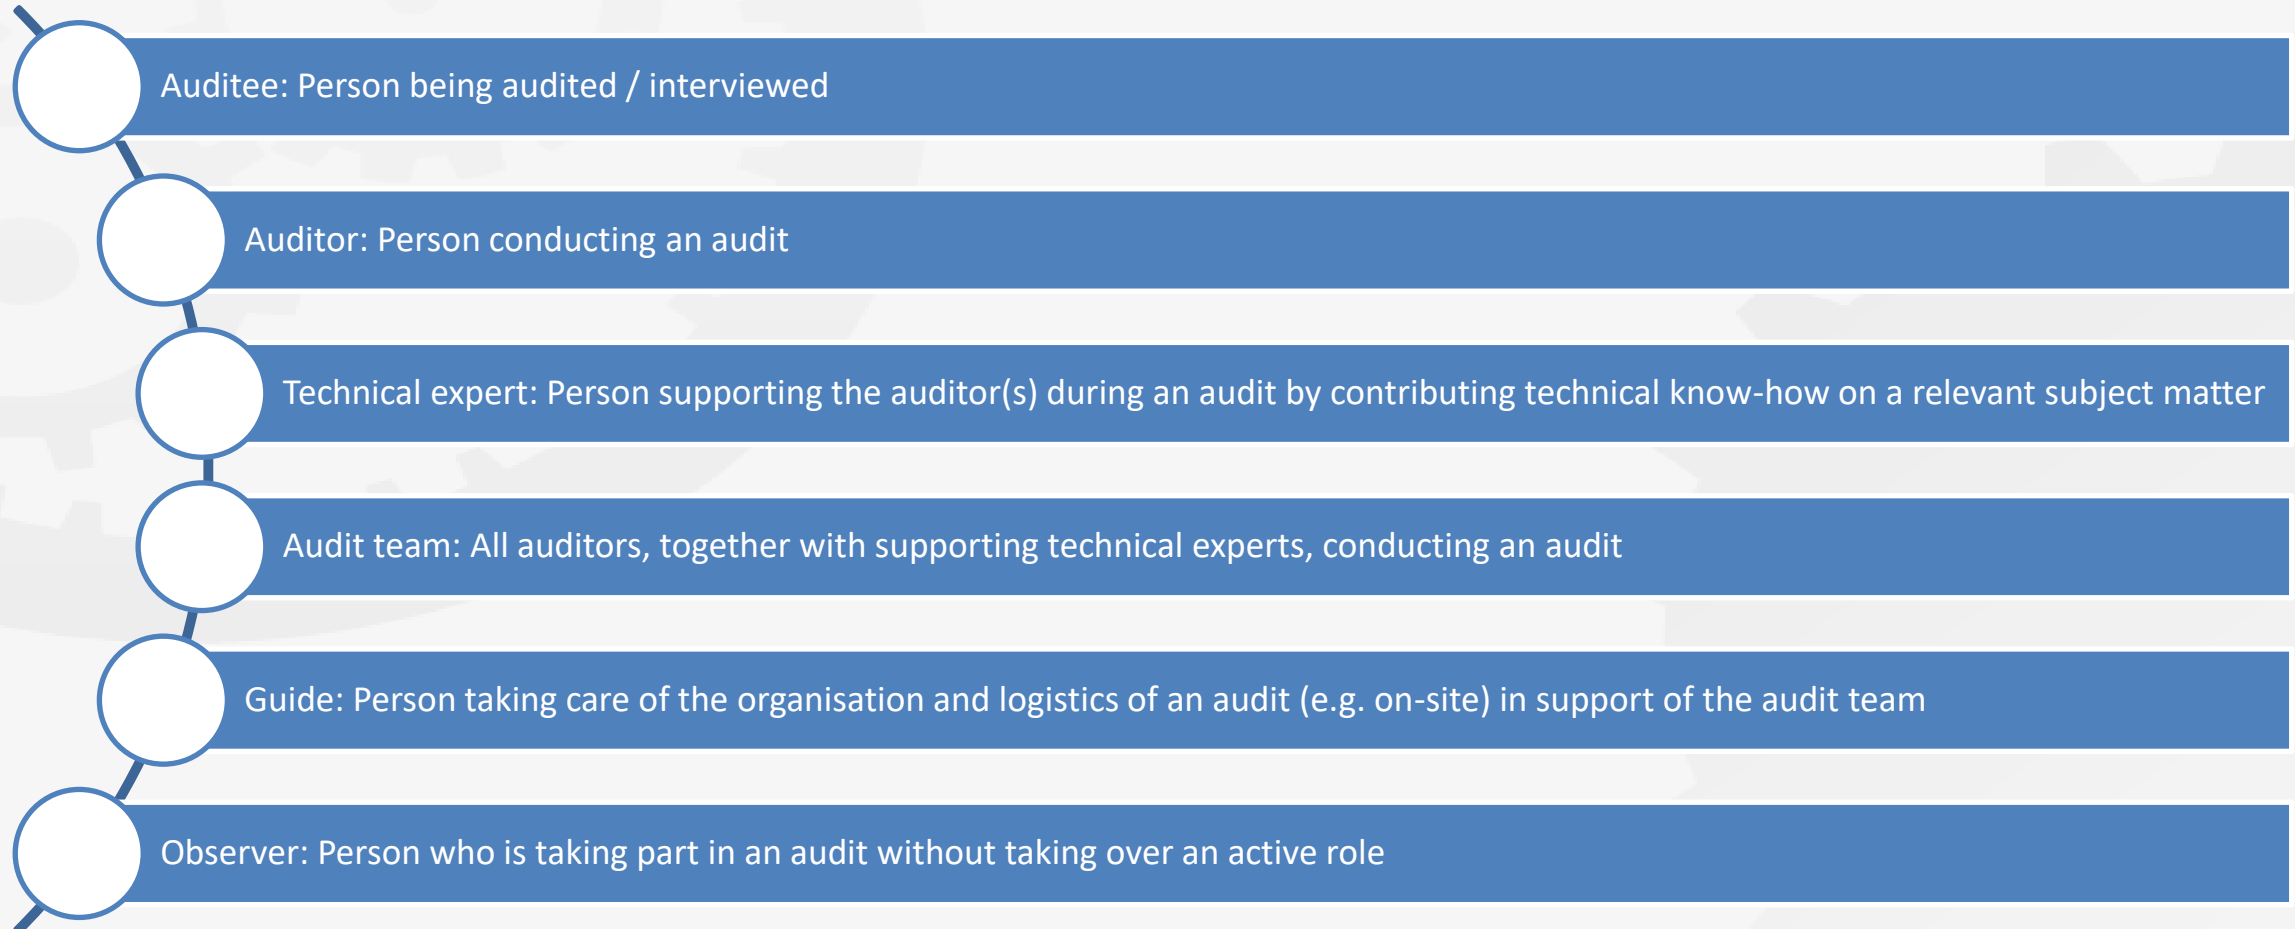 Auditee: Person being audited / interviewed
Auditor: Person conducting an audit
Technical expert: Person supporting the auditor(s) during an audit by contributing technical know-how on a relevant subject matter
Audit team: All auditors, together with supporting technical experts, conducting an audit
Guide: Person taking care of the organisation and logistics of an audit (e.g. on-site) in support of the audit team
Observer: Person who is taking part in an audit without taking over an active role